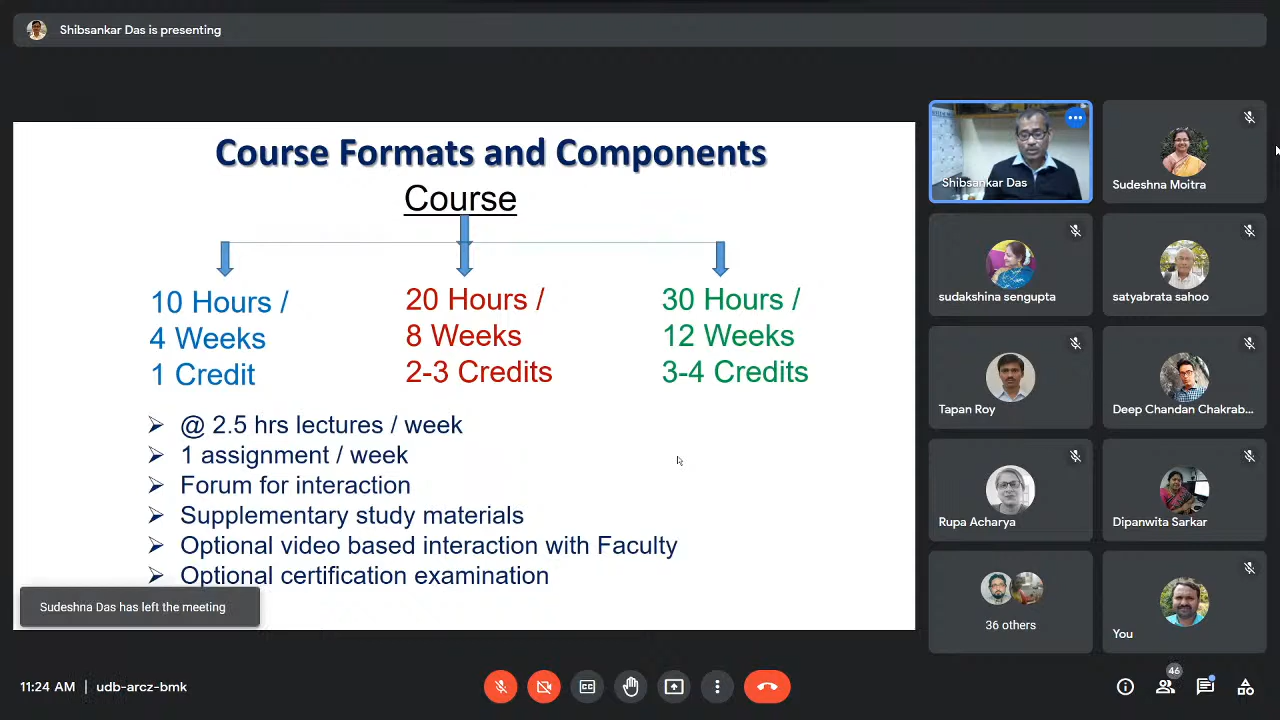 Shibsankar Das is presenting
Course Formats and Components
Course
10 Hours /
4 Weeks
1 Credit
20 Hours /
8 Weeks
2-3 Credits
30 Hours /
12 Weeks
3-4 Credits
@ 2.5 hrs lectures / week
1 assignment / week
Forum for interaction
Supplementary study materials
Optional video based interaction with Faculty
Optional certification examination
Sudeshna Das has left the meeting
Shibsankar Das
Sudeshna Moitra
sudakshina sengupta
satyabrata sahoo
Tapan Roy
Deep Chandan Chakrab...
Rupa Acharya
Dipanwita Sarkar
36 others
You
11:24 AM | udb-arcz-bmk
46